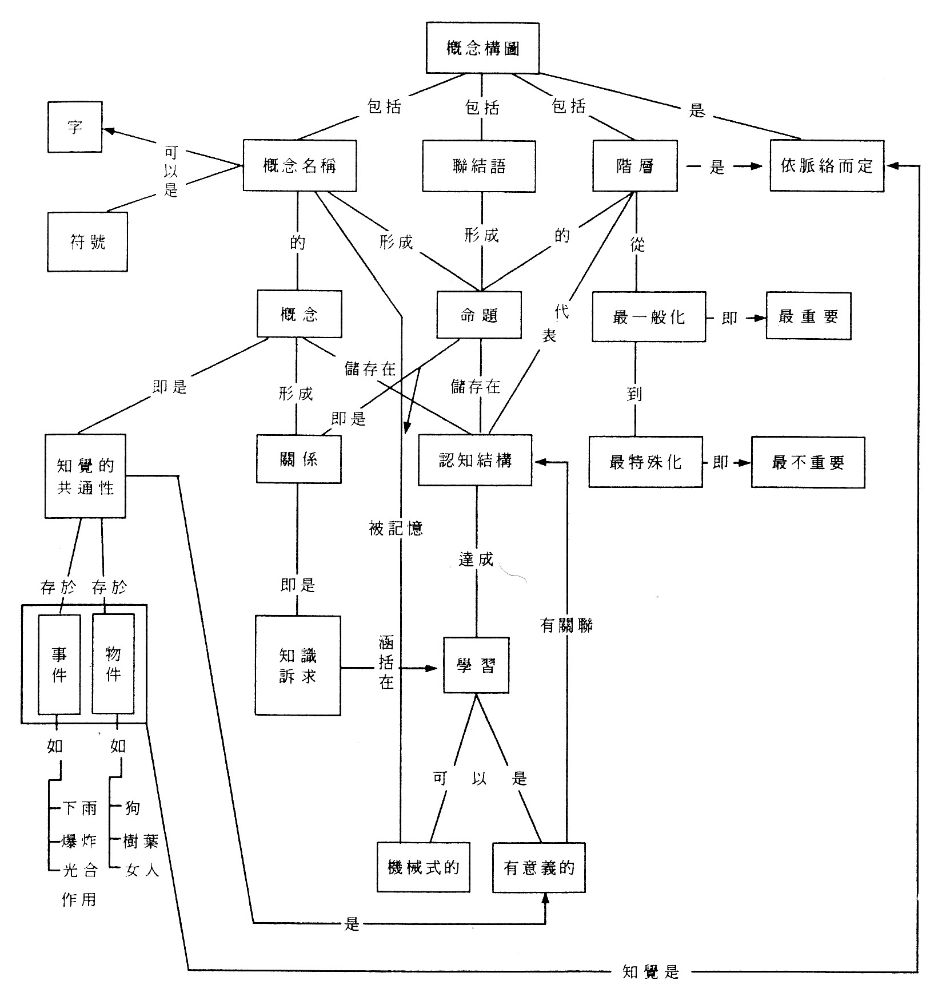 概念構圖
包括
包括
包括
是
字
可
以
是
概念名稱
聯結語
階層
是
依脈絡而定
符號
的
形成
形成
的
從
概念
命題
代
表
最一般化
即
最重要
即是
形成
儲存在
儲存在
即是
到
知覺的
共通性
關係
認知結構
最特殊化
即
最不重要
被記憶
達成
存於
存於
即是
有關聯
事
件
物
件
知識
訴求
涵
括
在
學習
如
如
可以是
下雨
爆炸
光合
作用
狗
樹葉
女人
機械式的
有意義的
是
知覺是